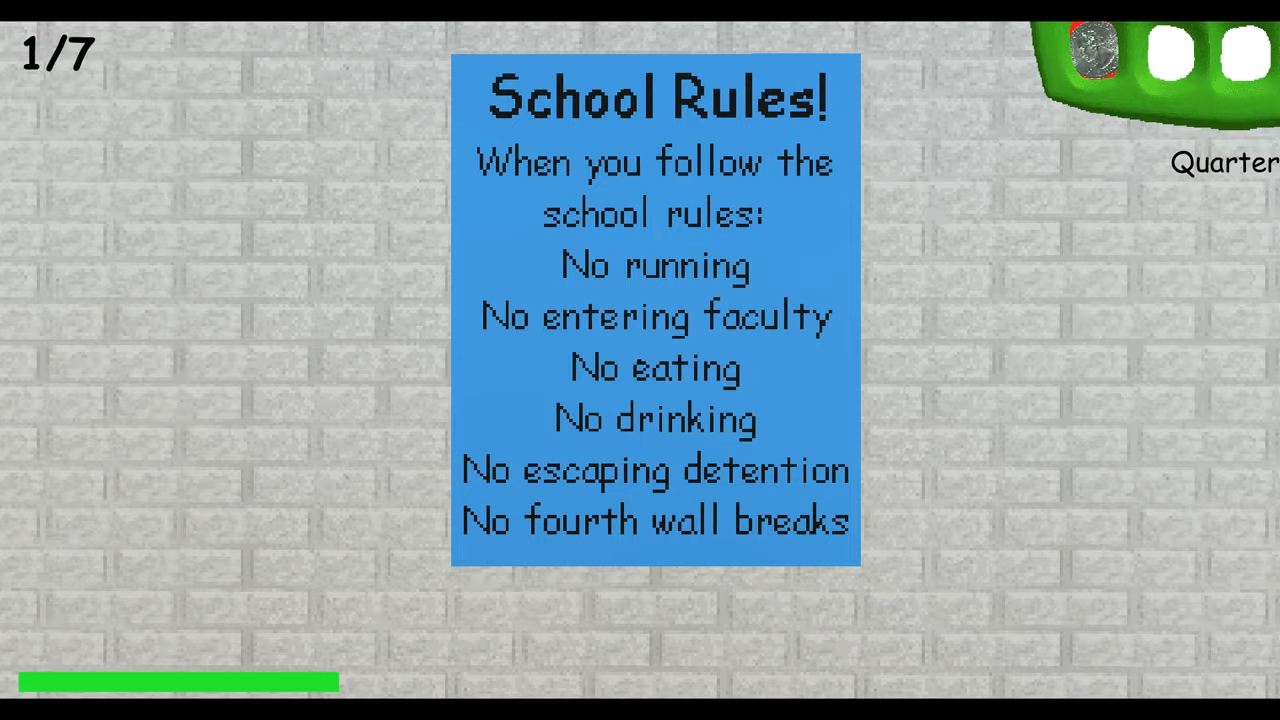 1/7
School Rules!
When you follow the
school rules:
No running
No entering faculty
No eating
No drinking
No escaping detention
No fourth wall breaks
Quarter